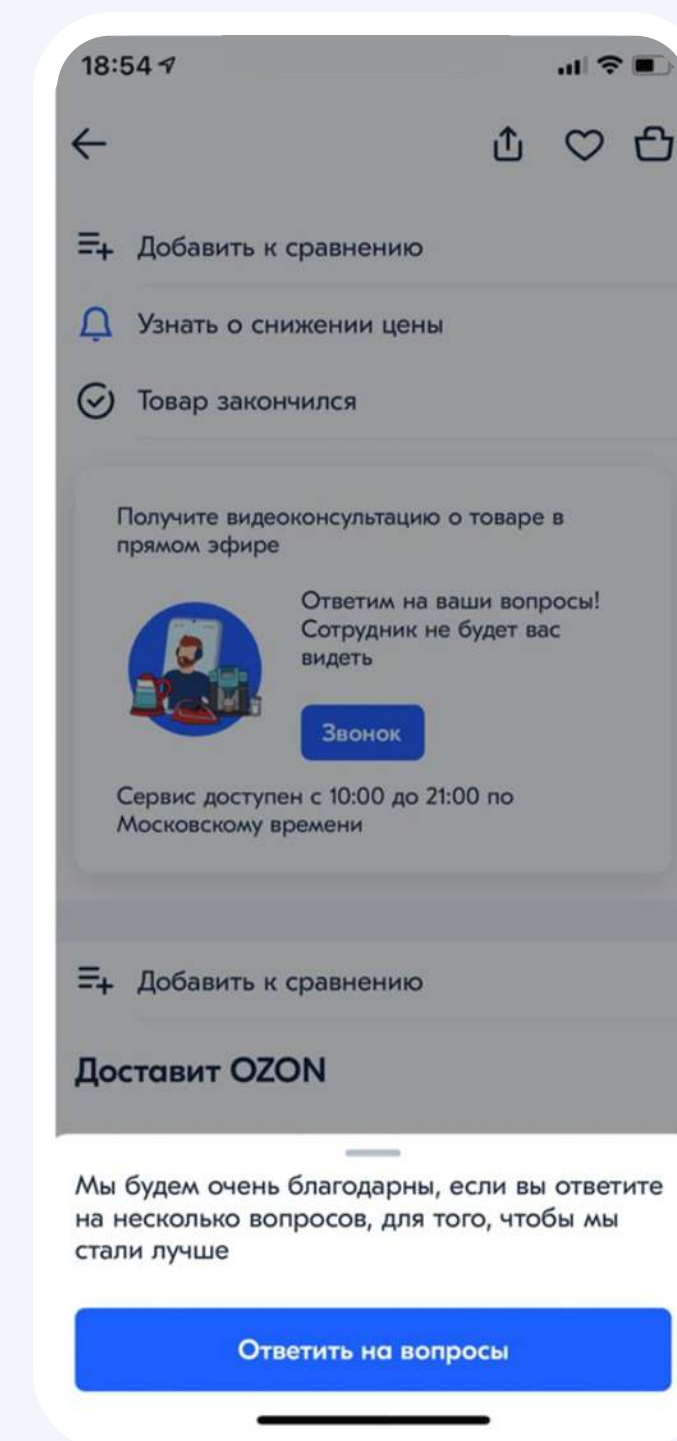 18:54
Добавить к сравнению
Узнать о снижении цены
Товар закончился
Получите видеоконсультацию о товаре в
прямом эфире
Ответим на ваши вопросы!
Сотрудник не будет вас
видеть
Звонок
Сервис доступен с 10:00 до 21:00 по
Московскому времени
Добавить к сравнению
Доставит OZON
Мы будем очень благодарны, если вы ответите
на несколько вопросов, для того, чтобы мы
стали лучше
Ответить на вопросы